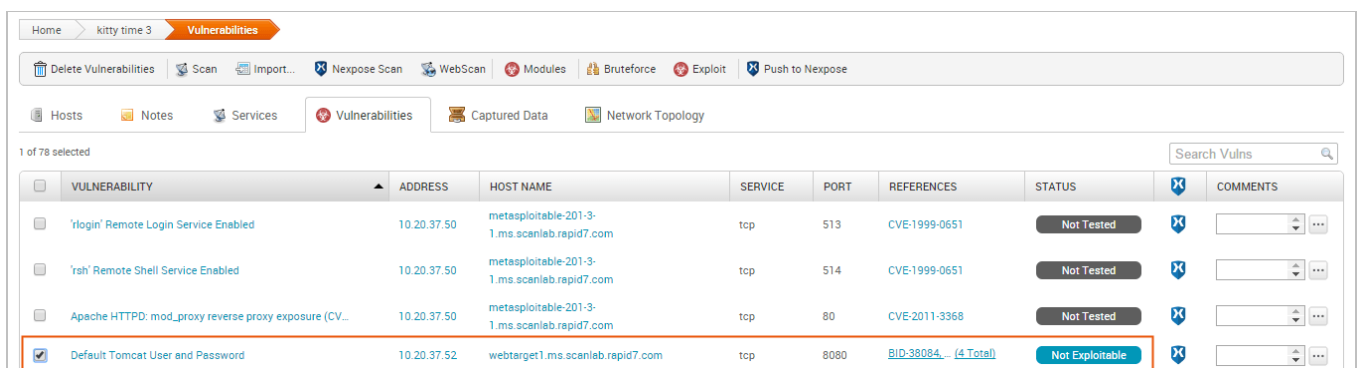 Home kitty time 3 Vulnerabilities
Delete Vulnerabilities Scan Import... Nexpose Scan WebScan Modules Bruteforce Exploit Push to Nexpose
Hosts Notes Services Vulnerabilities Captured Data Network Topology
1 of 78 selected Search Vulns
VULNERABILITY ADDRESS HOST NAME SERVICE PORT REFERENCES STATUS COMMENTS
'rlogin' Remote Login Service Enabled 10.20.37.50 metasploitable-201-3-
1.ms.scanlab.rapid7.com tcp 513 CVE-1999-0651 Not Tested ...
'rsh' Remote Shell Service Enabled 10.20.37.50 metasploitable-201-3-
1.ms.scanlab.rapid7.com tcp 514 CVE-1999-0651 Not Tested ...
Apache HTTPD: mod_proxy reverse proxy exposure (CV... 10.20.37.50 metasploitable-201-3-
1.ms.scanlab.rapid7.com tcp 80 CVE-2011-3368 Not Tested ...
Default Tomcat User and Password 10.20.37.52 webtarget1.ms.scanlab.rapid7.com tcp 8080 BID-38084, ... (4 Total) Not Exploitable ...